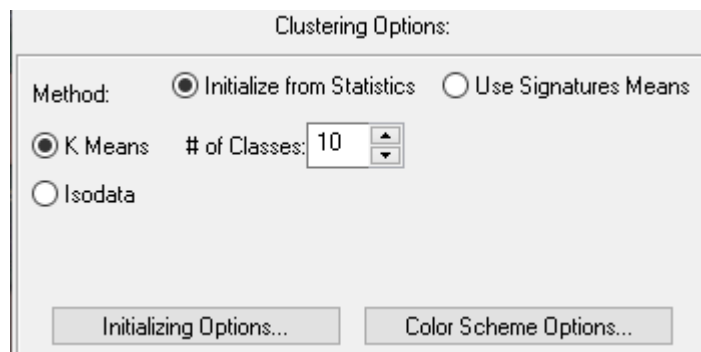 Clustering Options:
Method: Initialize from Statistics Use Signatures Means
K Means # of Classes: 10
Isodata
Initializing Options... Color Scheme Options...